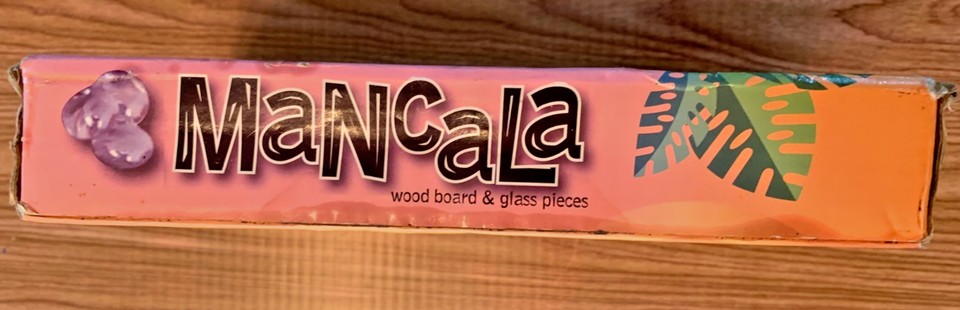 MaNcaLa
wood board & glass pieces